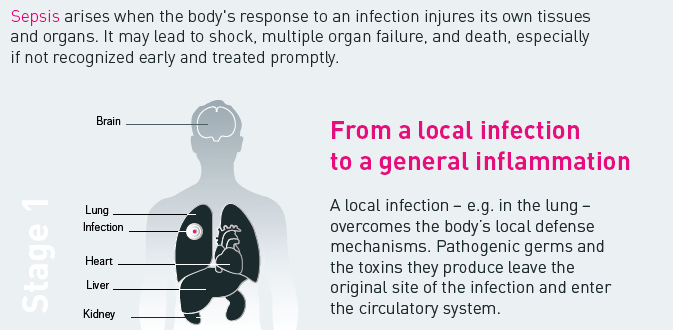 Sepsis arises when the body's response to an infection injures its own tissues
and organs. It may lead to shock, multiple organ failure, and death, especially
if not recognized early and treated promptly.
Stage 1
Brain
Lung
Infection
Heart
Liver
Kidney
From a local infection
to a general inflammation
A local infection – e.g. in the lung –
overcomes the body's local defense
mechanisms. Pathogenic germs and
the toxins they produce leave the
original site of the infection and enter
the circulatory system.